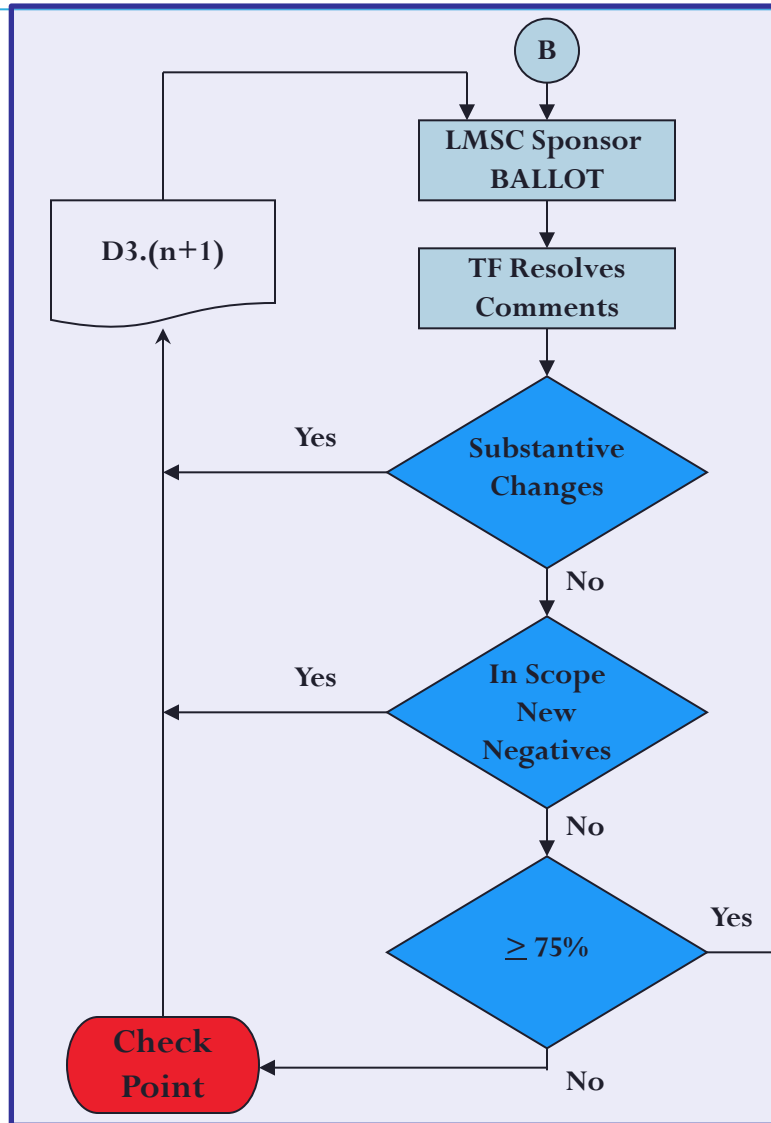 B
LMSC Sponsor
BALLOT
D3.(n+1)
TF Resolves
Comments
Yes
Substantive
Changes
No
Yes
In Scope
New
Negatives
No
Yes
≥ 75%
Check
Point
No